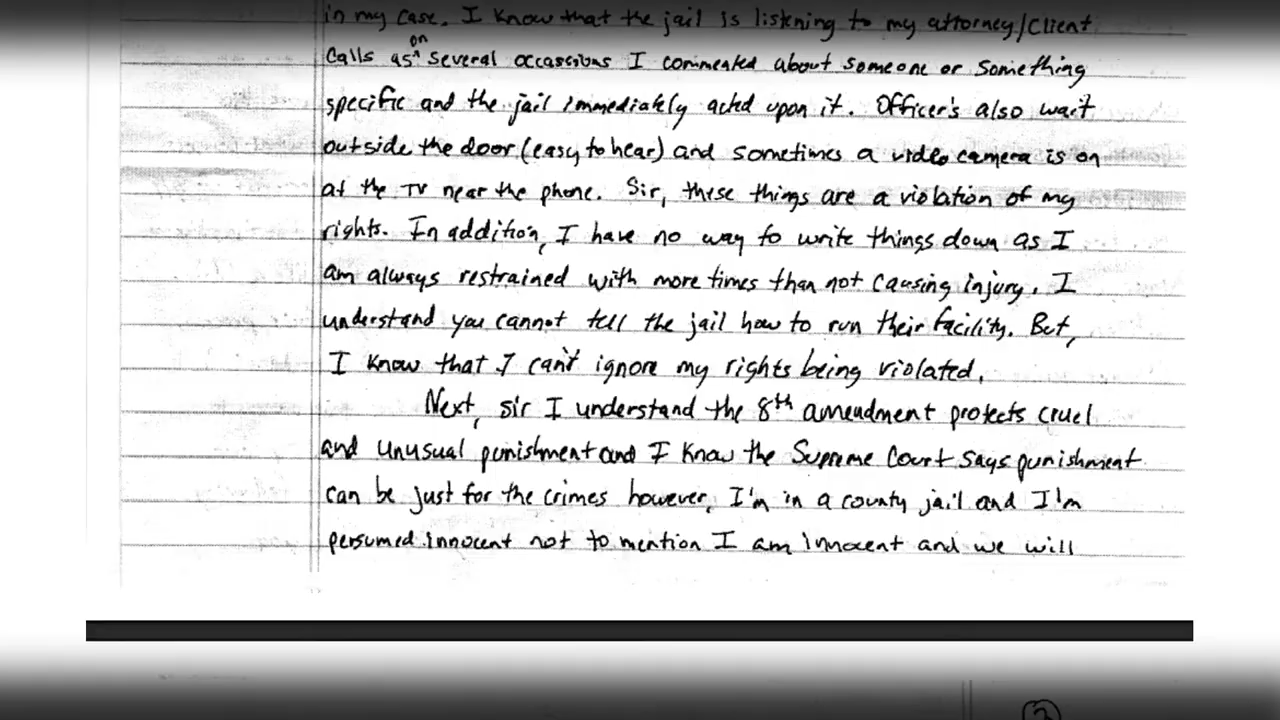 in my case. I know that the jail is listening to my attorney/client
calls as on several occassions I commented about someone or something
specific and the jail immediately acted upon it. Officer's also wait
outside the door (easy to hear) and sometimes a video camera is on
at the TV near the phone. Sir, these things are a violation of my
rights. In addition, I have no way to write things down as I
am always restrained with more times than not causing injury. I
understand you cannot tell the jail how to run their facility. But,
I know that I can't ignore my rights being violated.
Next, sir I understand the 8th amendment protects cruel
and unusual punishment and I know the Supreme Court says punishment
can be just for the crimes however, I'm in a county jail and I'm
persumed innocent not to mention I am innocent and we will